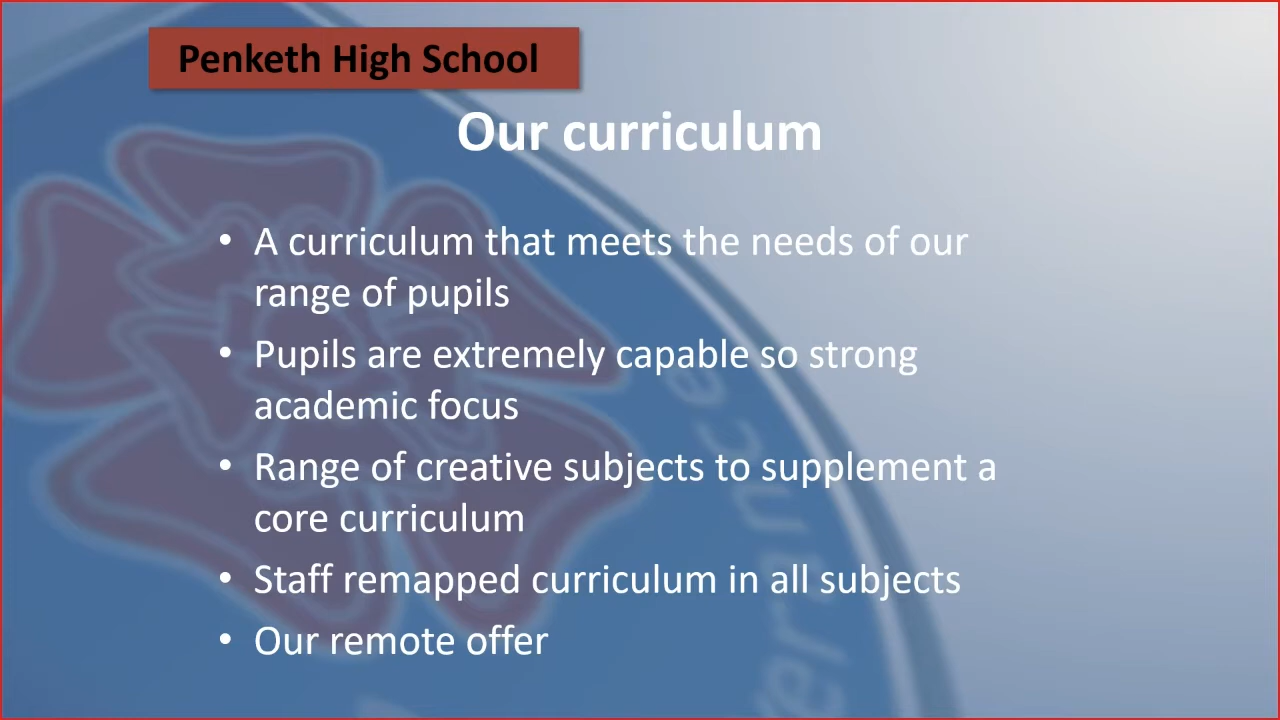 Penketh High School
Our curriculum
• A curriculum that meets the needs of our
range of pupils
• Pupils are extremely capable so strong
academic focus
• Range of creative subjects to supplement a
core curriculum
• Staff remapped curriculum in all subjects
• Our remote offer